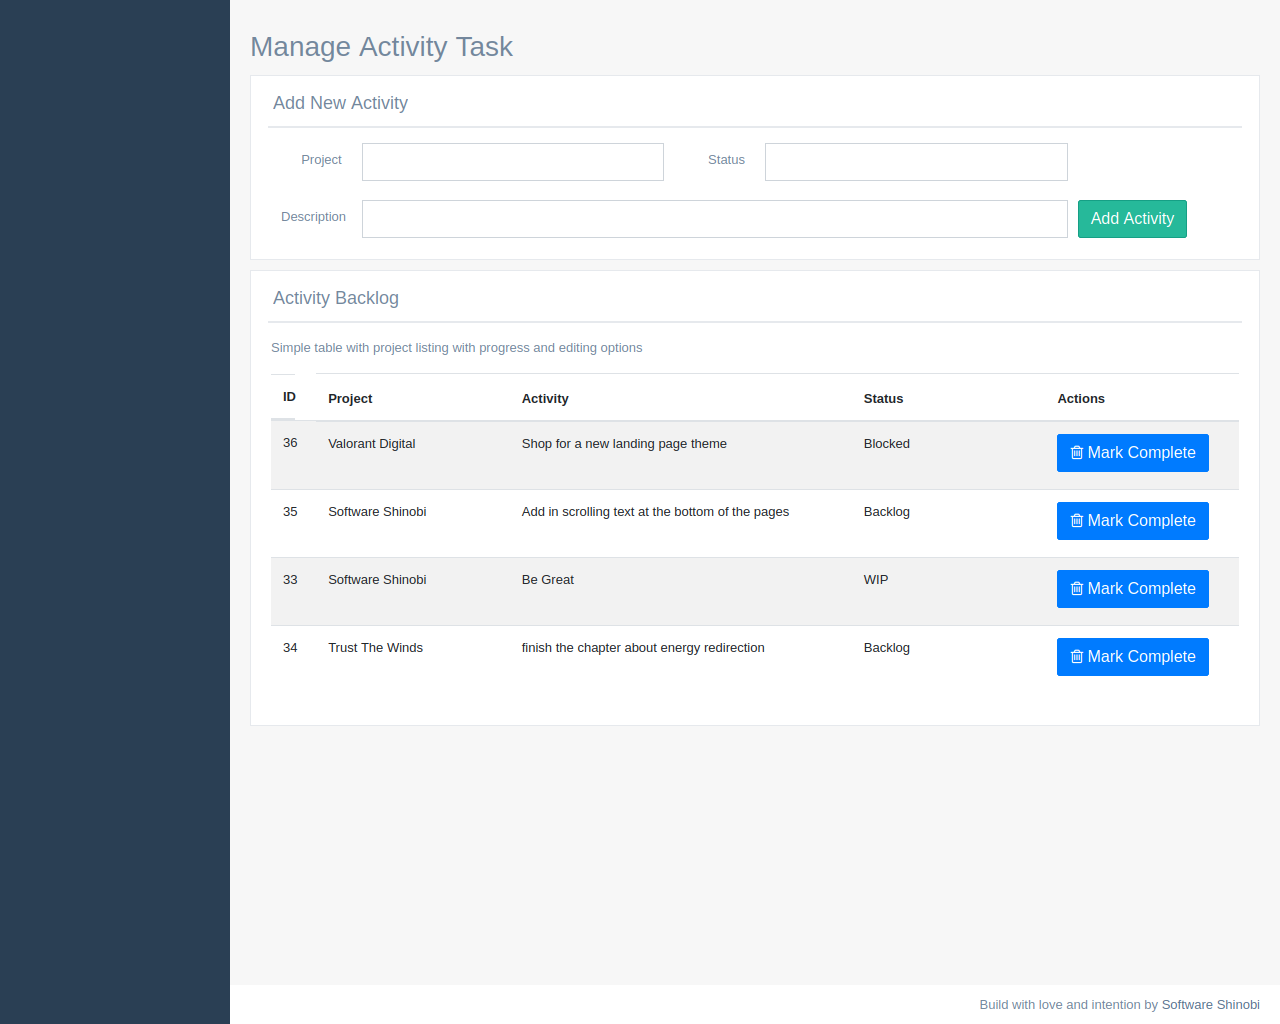 Manage Activity Task
Add New Activity
Project
Status
Description
Add Activity
Activity Backlog
Simple table with project listing with progress and editing options
ID Project Activity Status Actions
36 Valorant Digital Shop for a new landing page theme Blocked Mark Complete
35 Software Shinobi Add in scrolling text at the bottom of the pages Backlog Mark Complete
33 Software Shinobi Be Great WIP Mark Complete
34 Trust The Winds finish the chapter about energy redirection Backlog Mark Complete
Build with love and intention by Software Shinobi